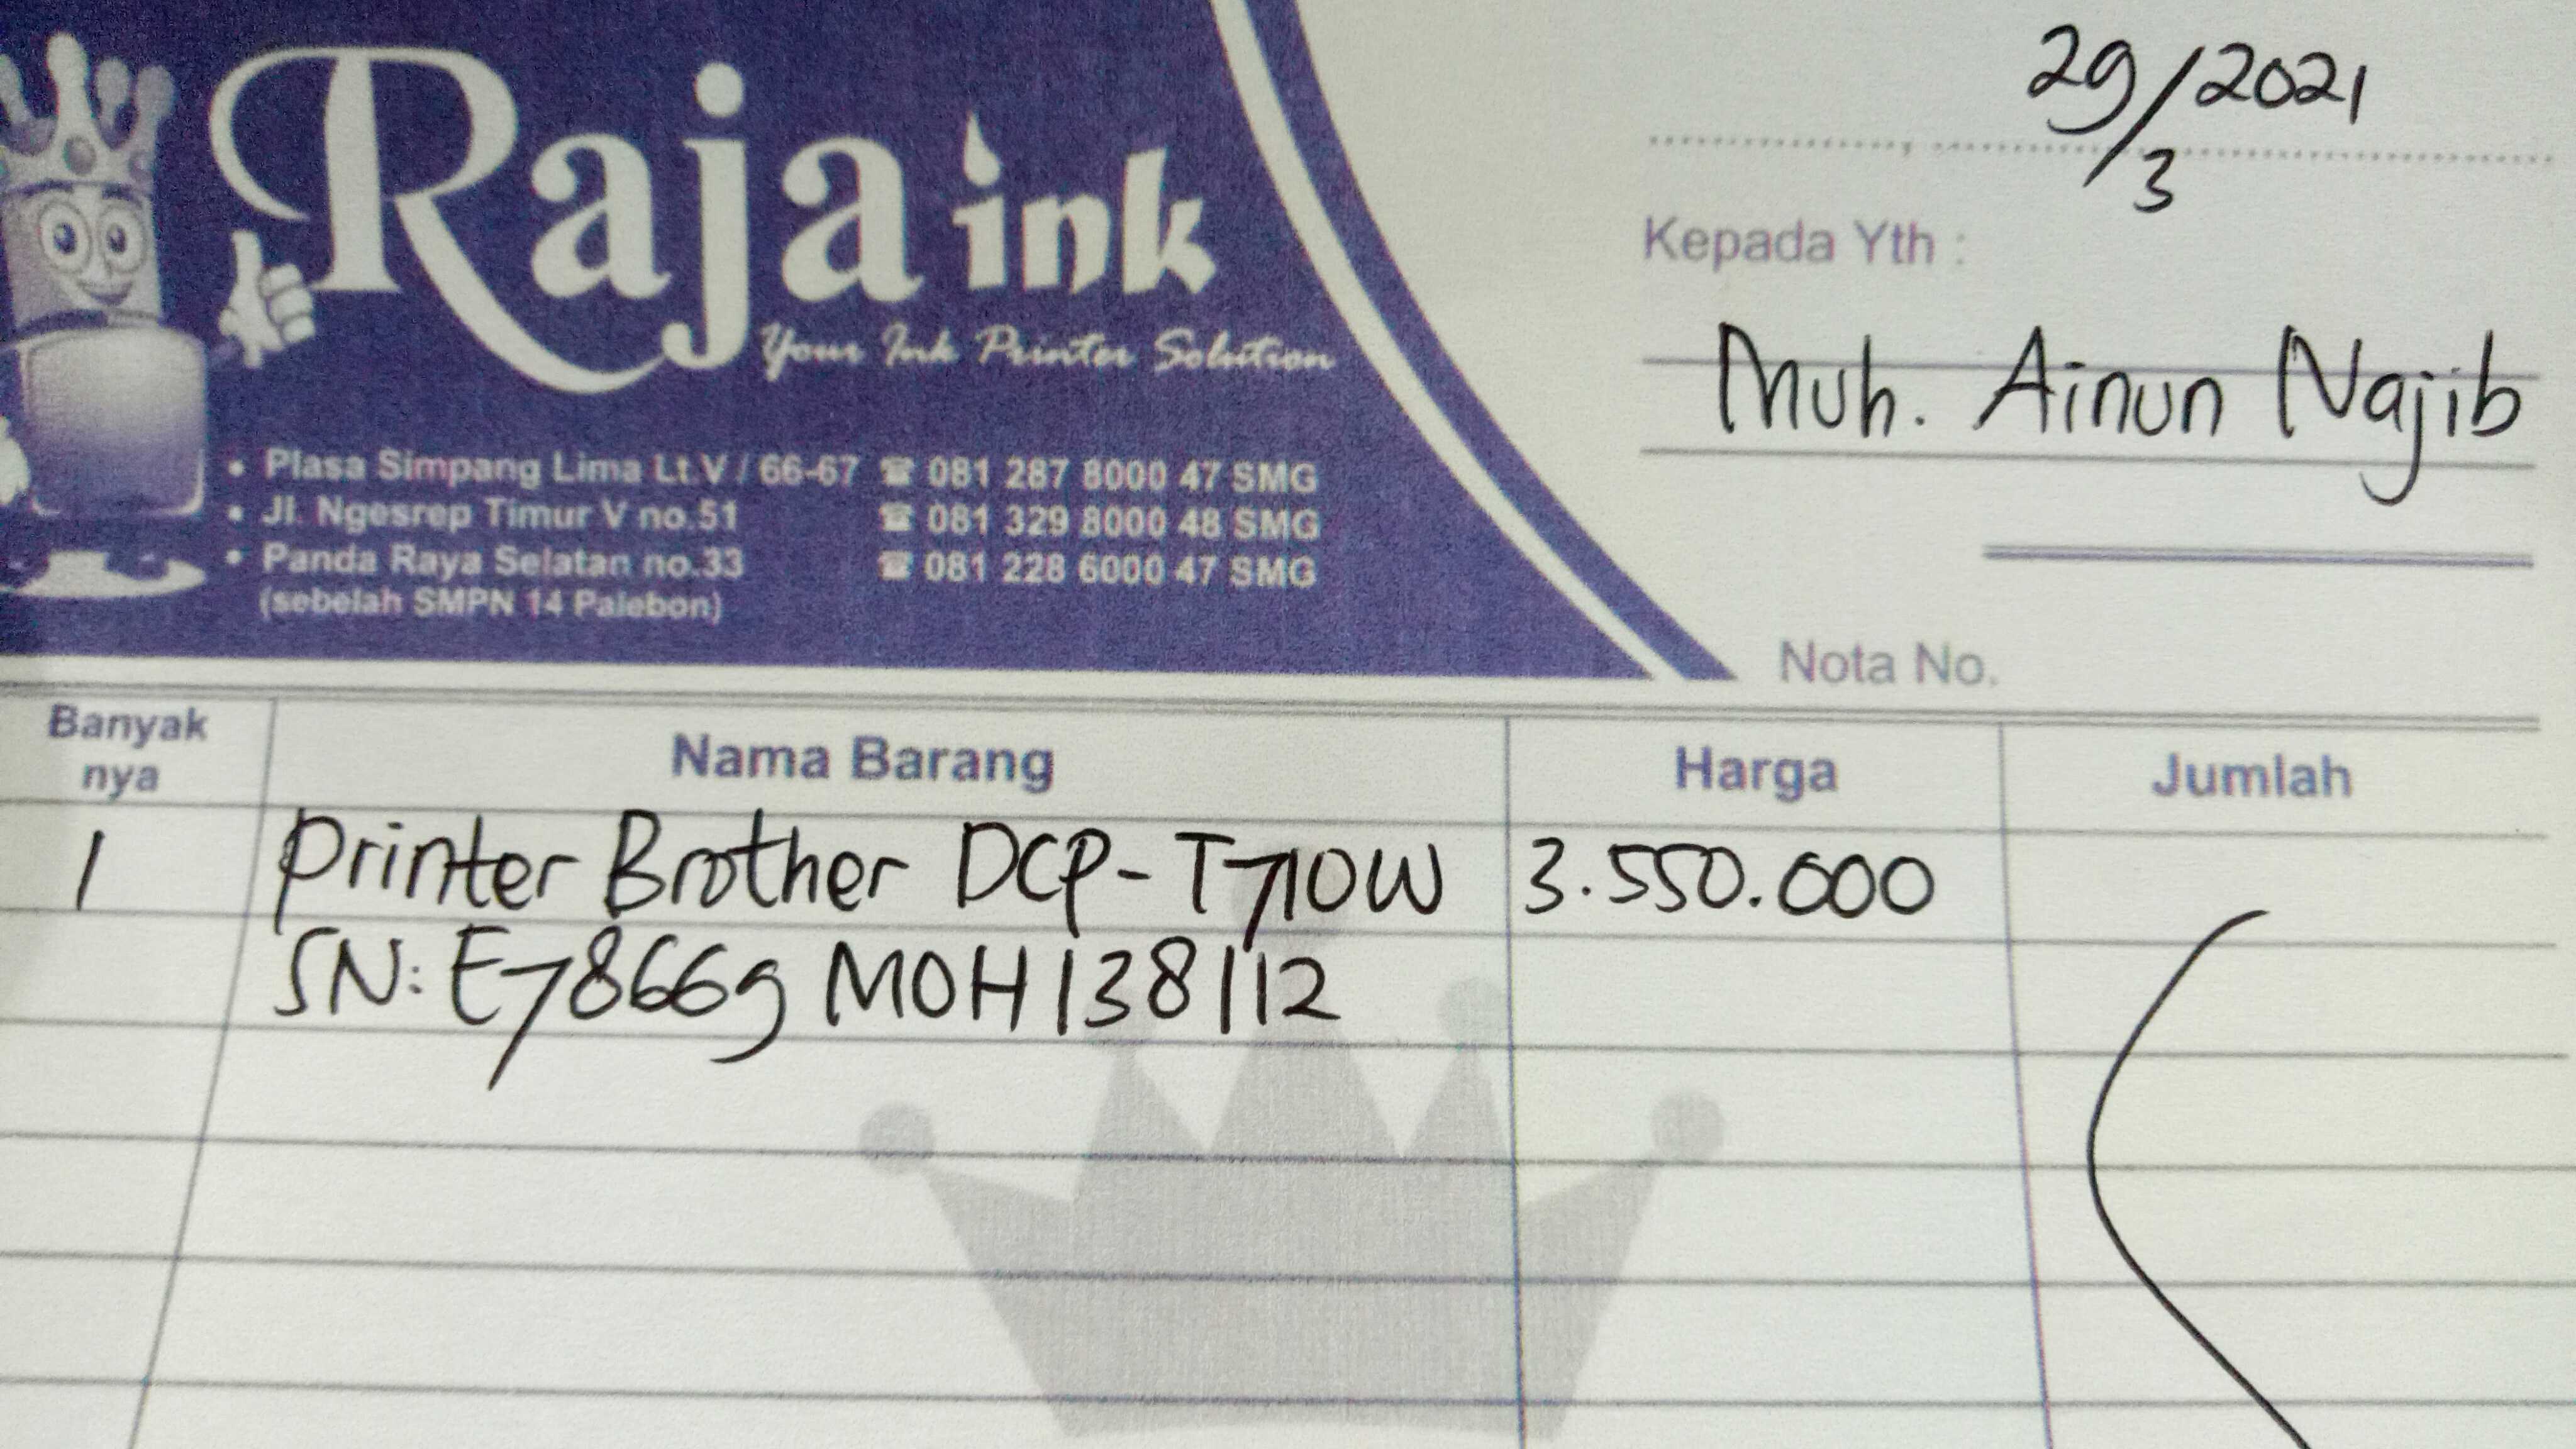 Raja ink
Your Ink Printer Solution
• Plasa Simpang Lima Lt.V / 66-67 ☎ 081 287 8000 47 SMG
• Jl. Ngesrep Timur V no.51 ☎ 081 329 8000 48 SMG
• Panda Raya Selatan no.33 ☎ 081 228 6000 47 SMG
(sebelah SMPN 14 Palebon)
29/3 2021
Kepada Yth :
Muh. Ainun Najib
Nota No.
Banyak nya Nama Barang Harga Jumlah
1 Printer Brother DCP-T710W 3.550.000
SN: E78669 M0H138112